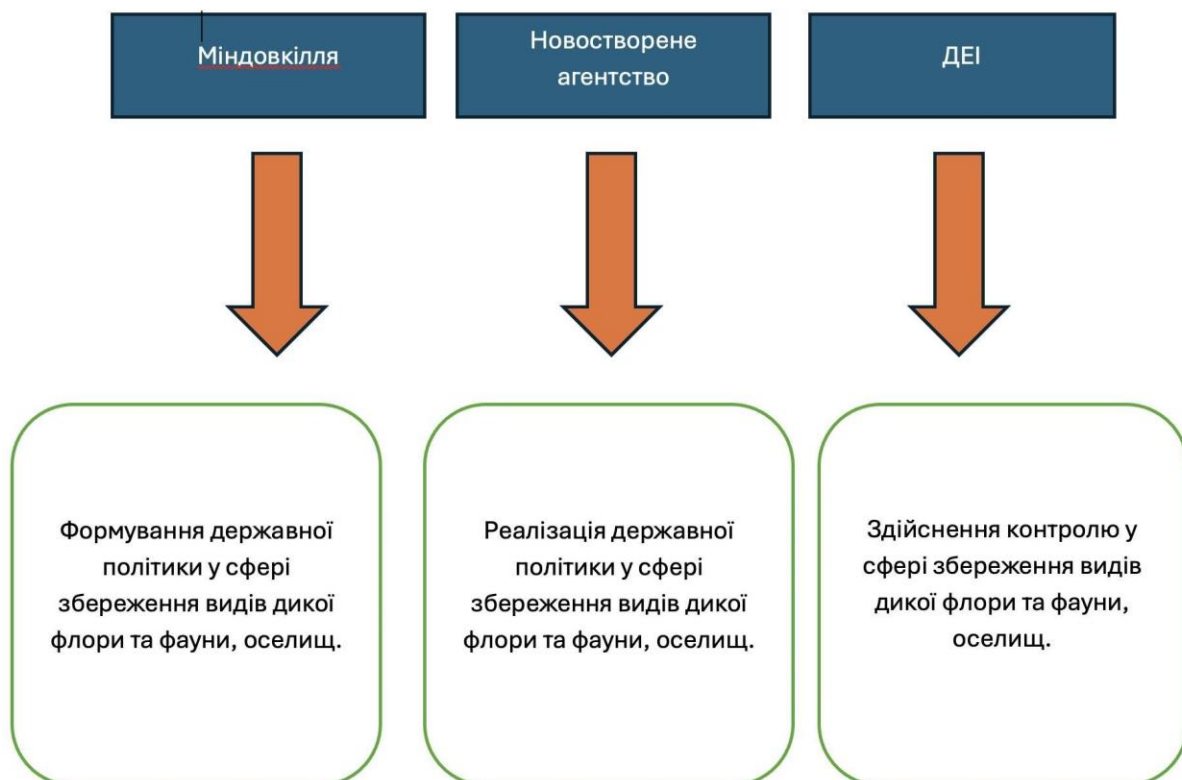 Міндовкілля
Новостворене
агентство
ДЕІ
Формування державної
політики у сфері
збереження видів дикої
флори та фауни, оселищ.
Реалізація державної
політики у сфері
збереження видів дикої
флори та фауни, оселищ.
Здійснення контролю у
сфері збереження видів
дикої флори та фауни,
оселищ.